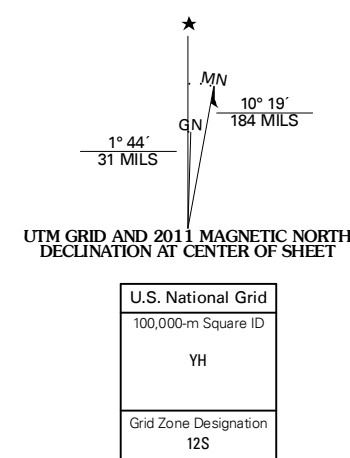 ★
MN
GN
10° 19´
184 MILS
1° 44´
31 MILS
UTM GRID AND 2011 MAGNETIC NORTH
DECLINATION AT CENTER OF SHEET
U.S. National Grid
100,000-m Square ID
YH
Grid Zone Designation
12S